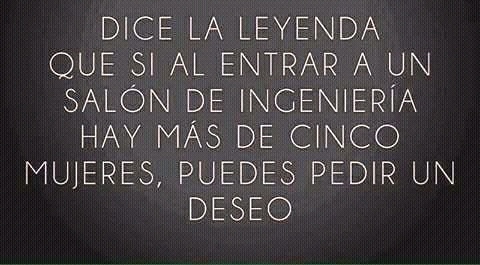 DICE LA LEYENDA
QUE SI AL ENTRAR A UN
SALÓN DE INGENIERÍA
HAY MÁS DE CINCO
MUJERES, PUEDES PEDIR UN
DESEO